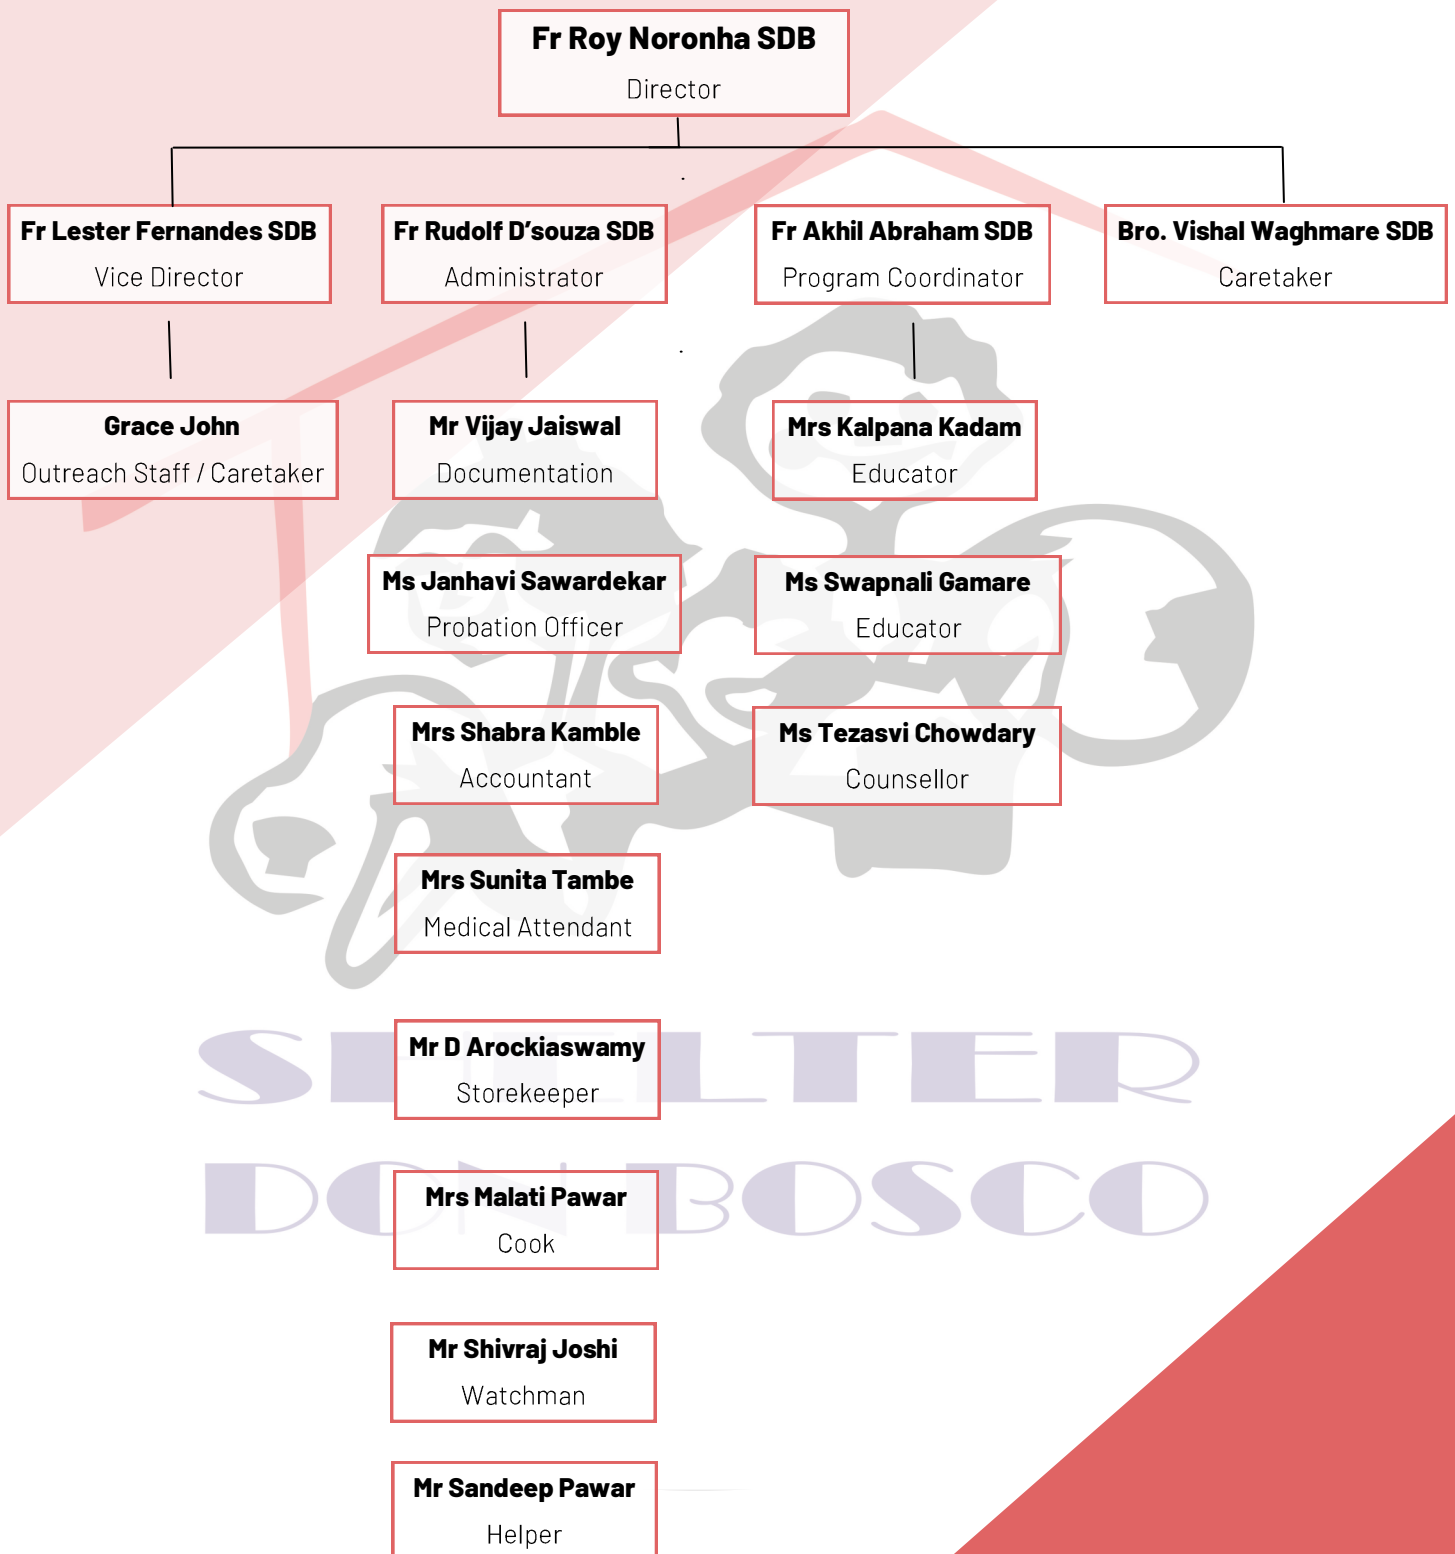 Fr Roy Noronha SDB
Director
Fr Lester Fernandes SDB
Vice Director
Fr Rudolf D'souza SDB
Administrator
Fr Akhil Abraham SDB
Program Coordinator
Bro. Vishal Waghmare SDB
Caretaker
Grace John
Outreach Staff / Caretaker
Mr Vijay Jaiswal
Documentation
Mrs Kalpana Kadam
Educator
Ms Janhavi Sawardekar
Probation Officer
Ms Swapnali Gamare
Educator
Mrs Shabra Kamble
Accountant
Ms Tezasvi Chowdary
Counsellor
Mrs Sunita Tambe
Medical Attendant
Mr D Arockiaswamy
Storekeeper
Mrs Malati Pawar
Cook
Mr Shivraj Joshi
Watchman
Mr Sandeep Pawar
Helper
SHELTER
DON BOSCO